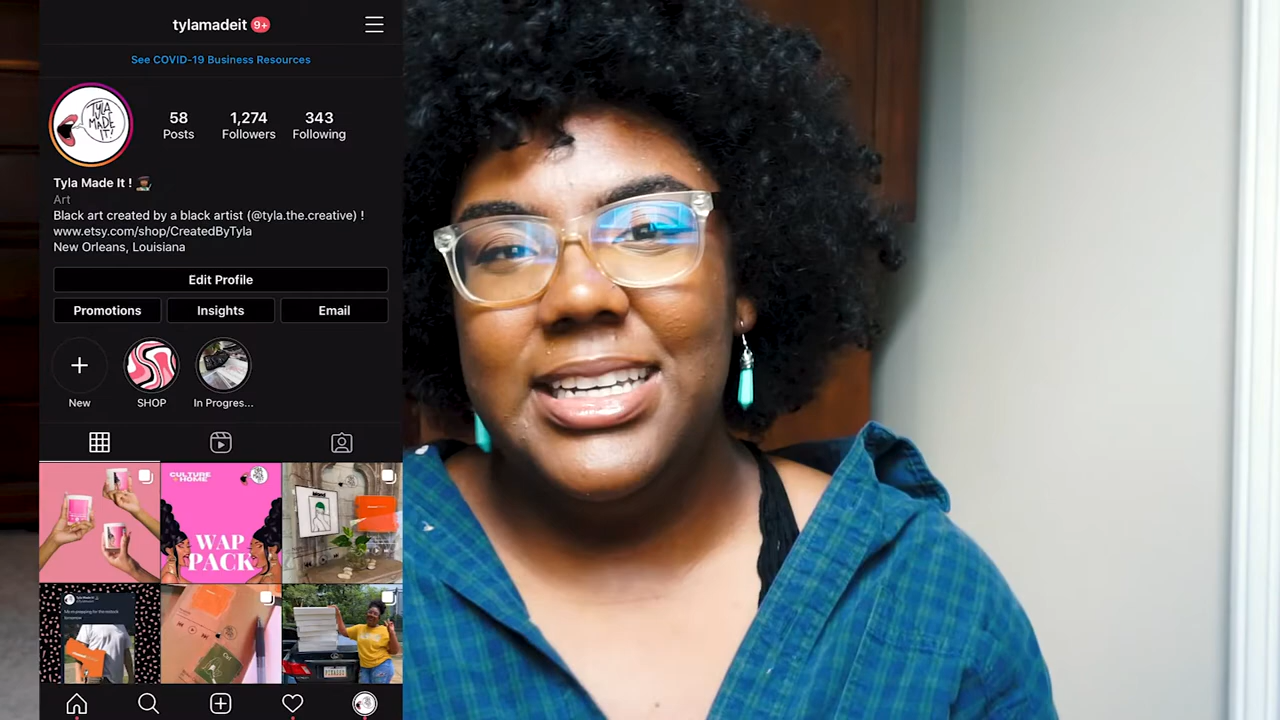 tylamadeit 9+
See COVID-19 Business Resources
TYLA
MADE
IT!
58
Posts
1,274
Followers
343
Following
Tyla Made It !
Art
Black art created by a black artist (@tyla.the.creative) !
www.etsy.com/shop/CreatedByTyla
New Orleans, Louisiana
Edit Profile
Promotions
Insights
Email
New
SHOP
In Progres...
CULTURE
HOME
WAP
PACK